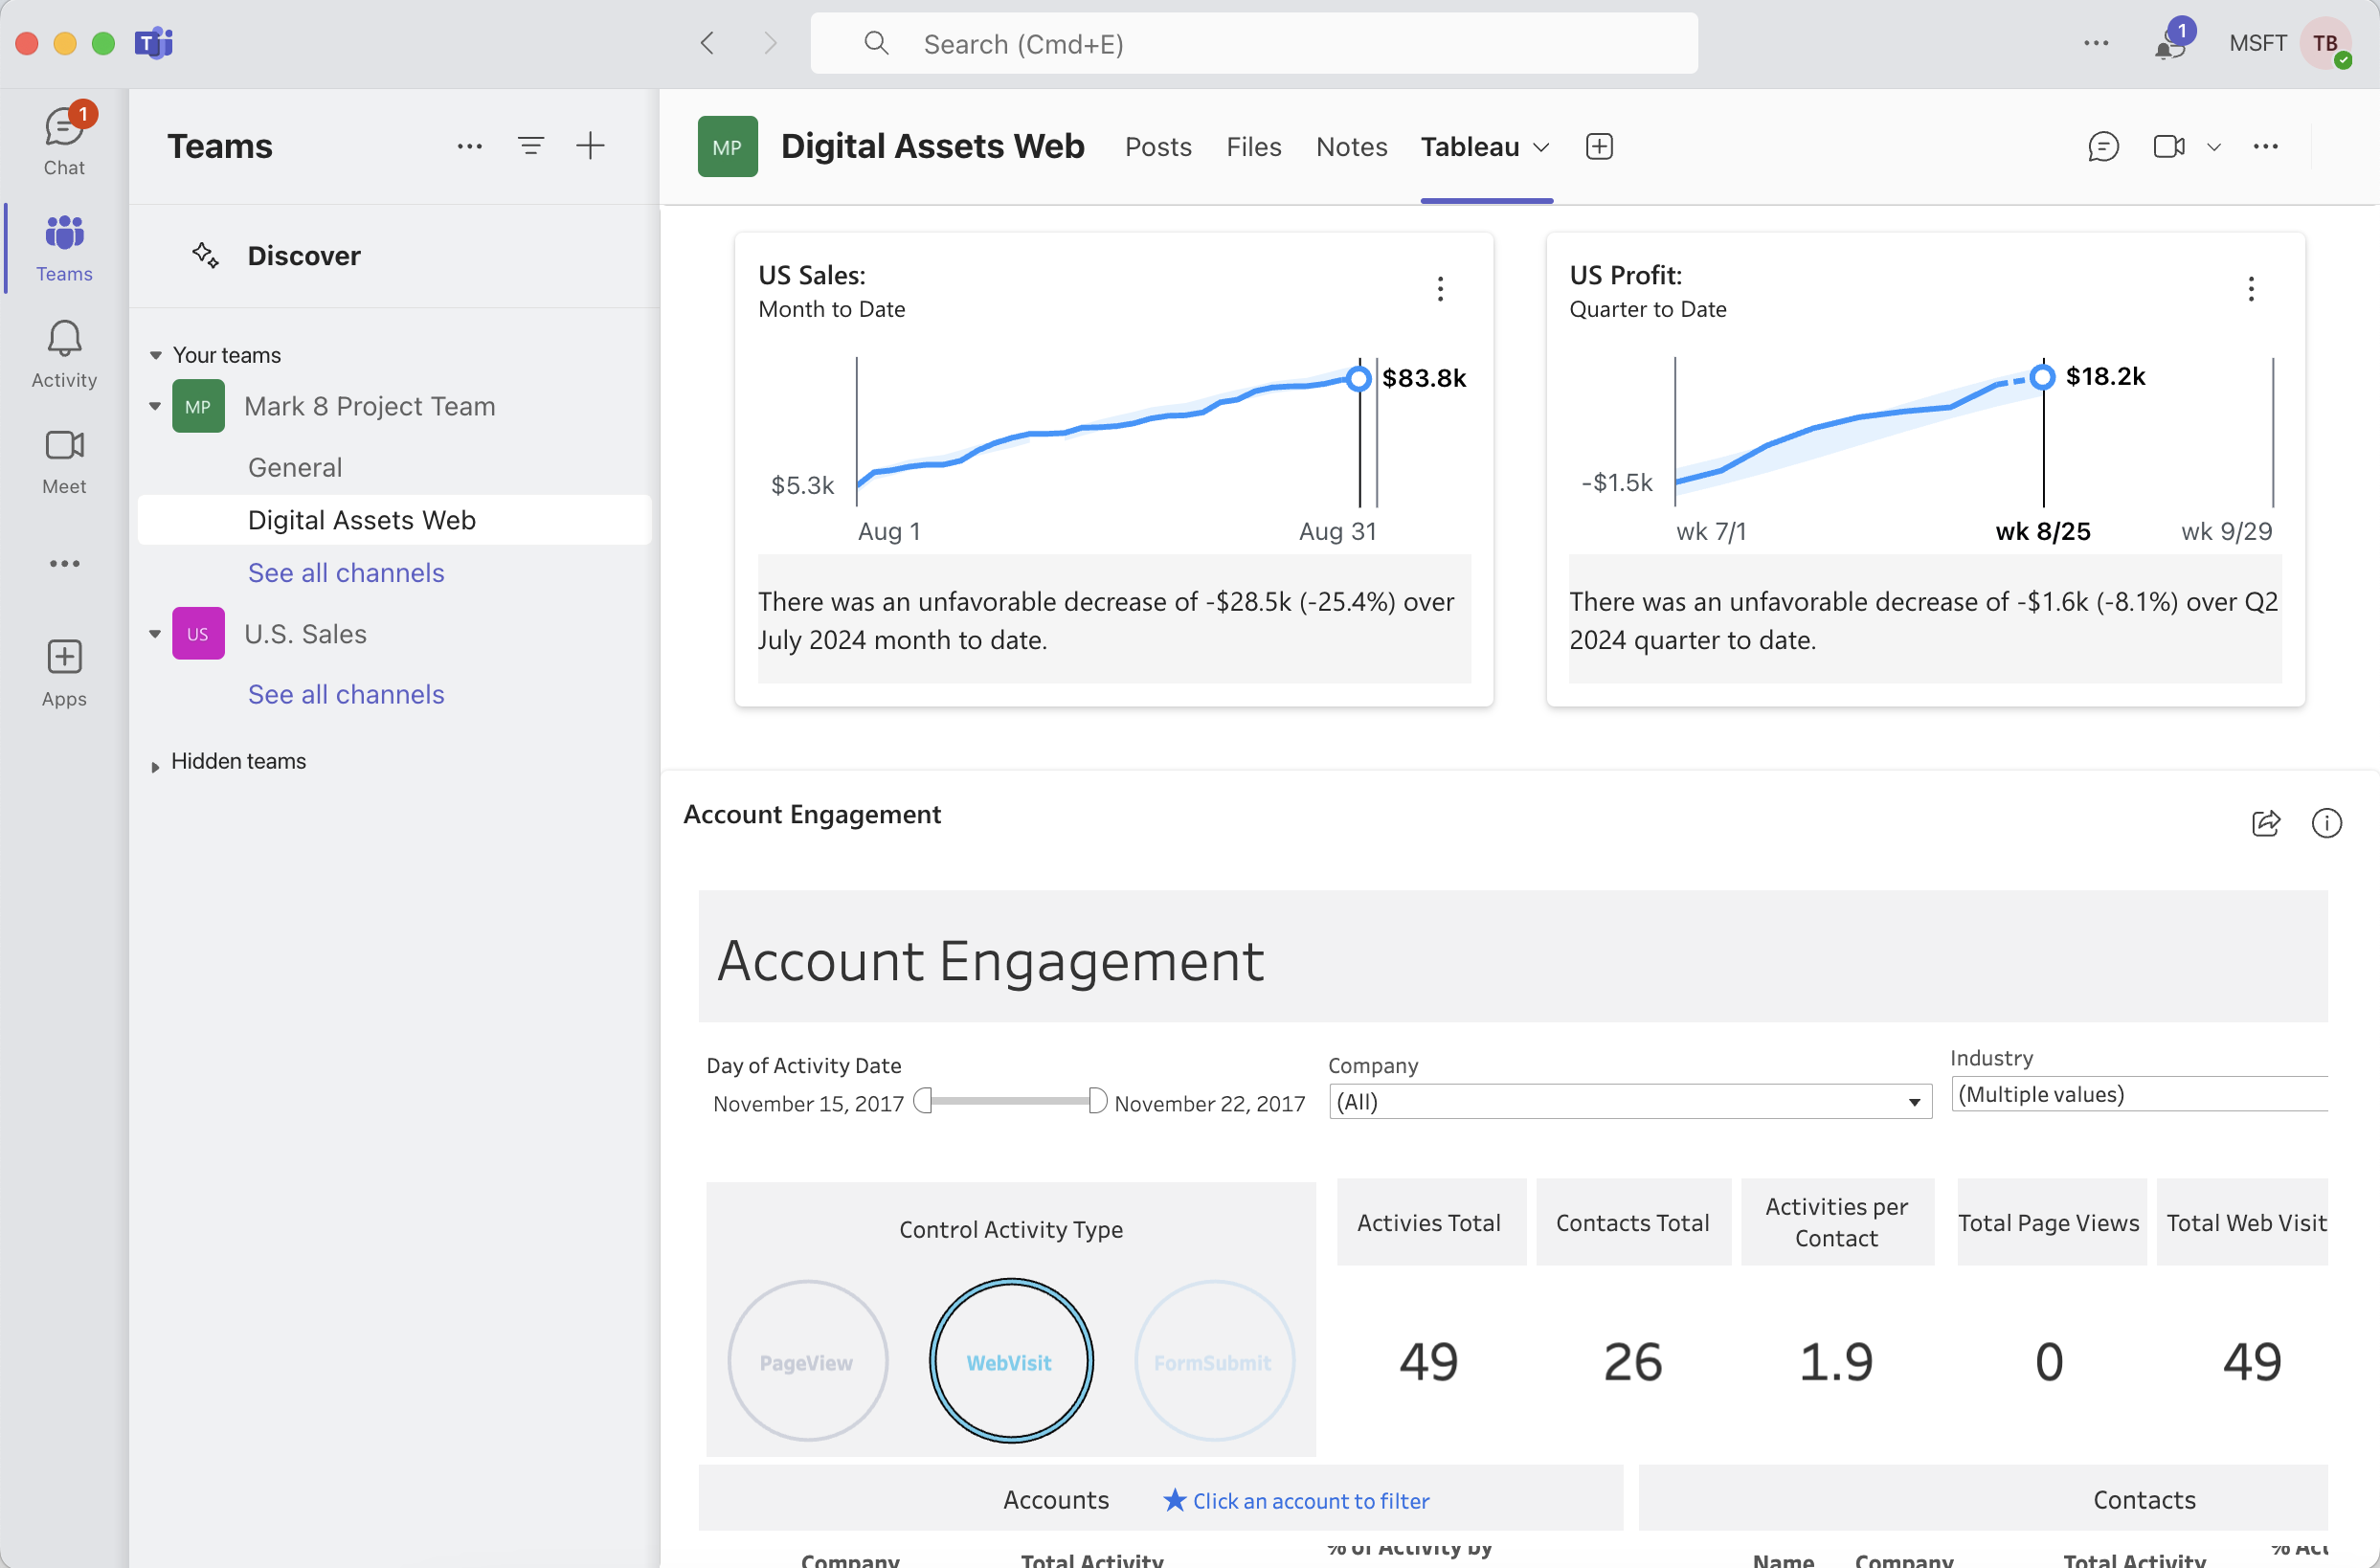 Search (Cmd+E)
1
MSFT
TB
1
Chat
Teams
Activity
Meet
Apps
Teams
Discover
Your teams
MP Mark 8 Project Team
General
Digital Assets Web
See all channels
US U.S. Sales
See all channels
Hidden teams
MP Digital Assets Web Posts Files Notes Tableau
US Sales:
Month to Date
$83.8k
$5.3k
Aug 1 Aug 31
There was an unfavorable decrease of -$28.5k (-25.4%) over
July 2024 month to date.
US Profit:
Quarter to Date
$18.2k
-$1.5k
wk 7/1 wk 8/25 wk 9/29
There was an unfavorable decrease of -$1.6k (-8.1%) over Q2
2024 quarter to date.
Account Engagement
Account Engagement
Day of Activity Date
November 15, 2017 November 22, 2017
Company
(All)
Industry
(Multiple values)
Control Activity Type
PageView WebVisit FormSubmit
Activies Total
49
Contacts Total
26
Activities per
Contact
1.9
Total Page Views
0
Total Web Visit
49
Accounts ★ Click an account to filter
Contacts
Company Total Activity % of Activity by
Name Company Total Activity